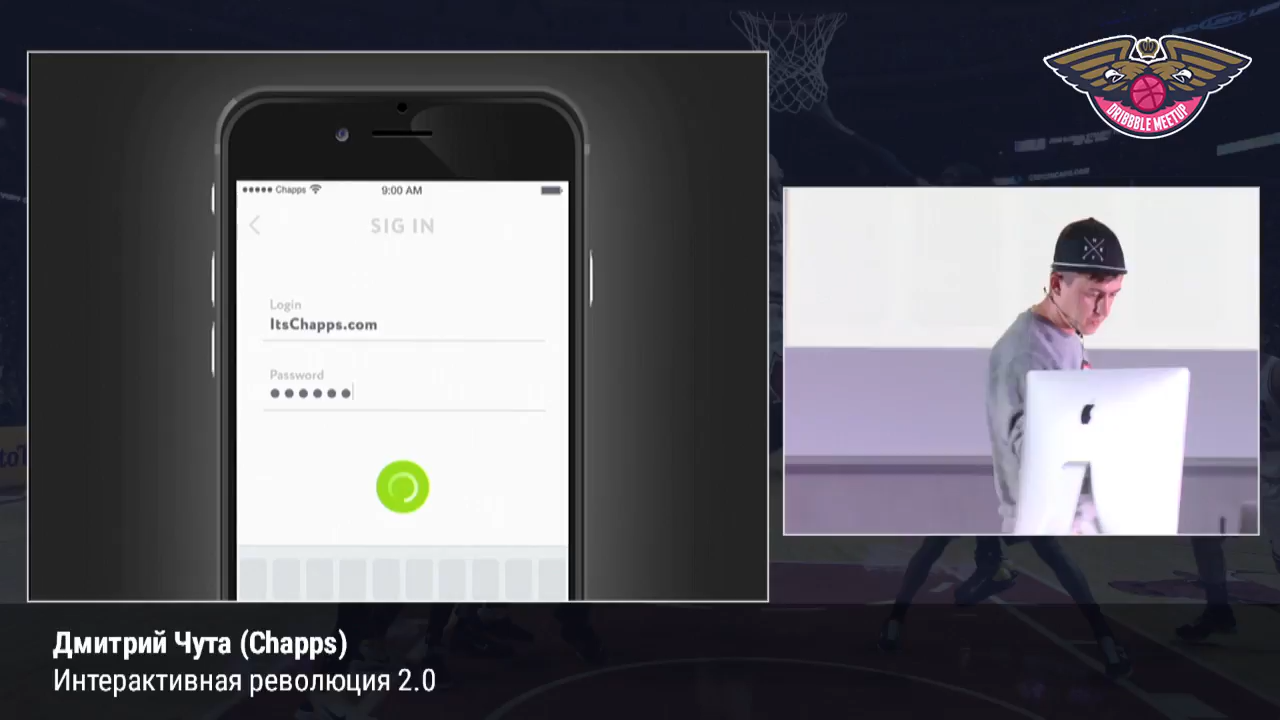 DRIBBBLE MEETUP
Chapps
9:00 AM
SIG IN
Login
ItsChapps.com
Password
Дмитрий Чута (Chapps)
Интерактивная революция 2.0